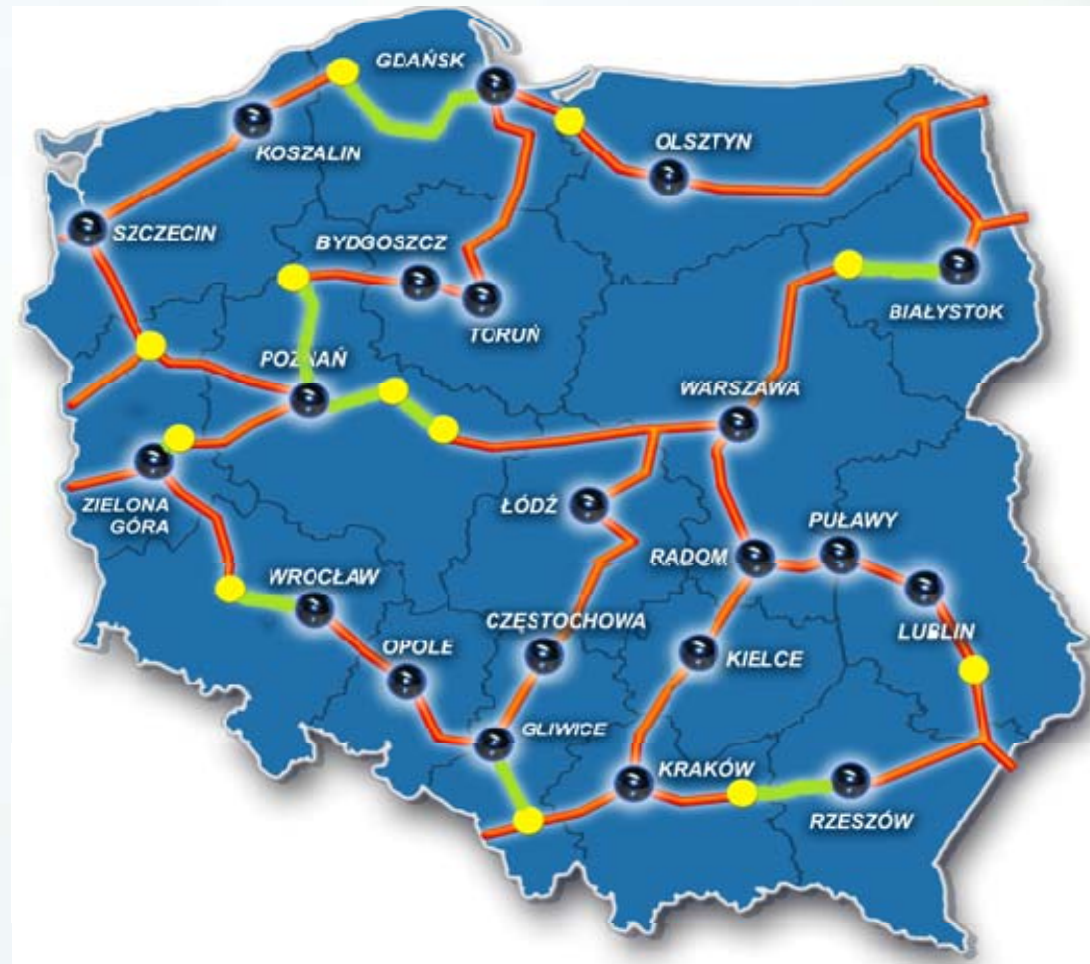 GDAŃSK
KOSZALIN
OLSZTYN
SZCZECIN
BYDGOSZCZ
TORUŃ
BIAŁYSTOK
POZNAŃ
WARSZAWA
ZIELONA
GÓRA
ŁÓDŹ
PUŁAWY
RADOM
WROCŁAW
LUBLIN
CZĘSTOCHOWA
OPOLE
KIELCE
GLIWICE
KRAKÓW
RZESZÓW